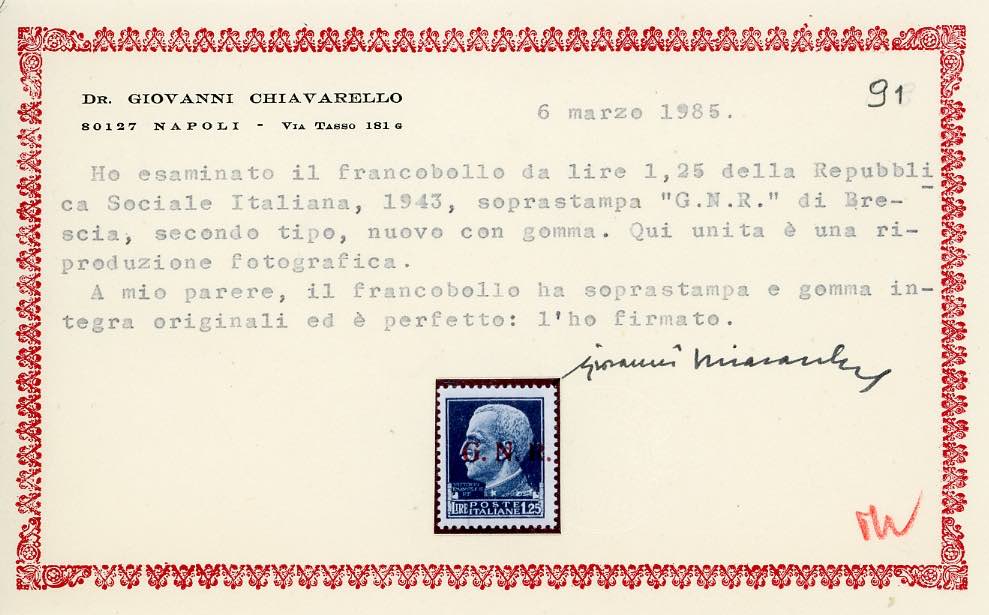 DR. GIOVANNI CHIAVARELLO
80127 NAPOLI - VIA TASSO 181 G
6 marzo 1985.
91
Ho esaminato il francobollo da lire 1,25 della Repubbli
ca Sociale Italiana, 1943, soprastampa "G.N.R." di Bre-
scia, secondo tipo, nuovo con gomma. Qui unita è una ri-
produzione fotografica.
A mio parere, il francobollo ha soprastampa e gomma in-
tegra originali ed è perfetto: l'ho firmato.
Giovanni Chiavarello
G. N. R.
LIRE POSTE ITALIANE 1.25